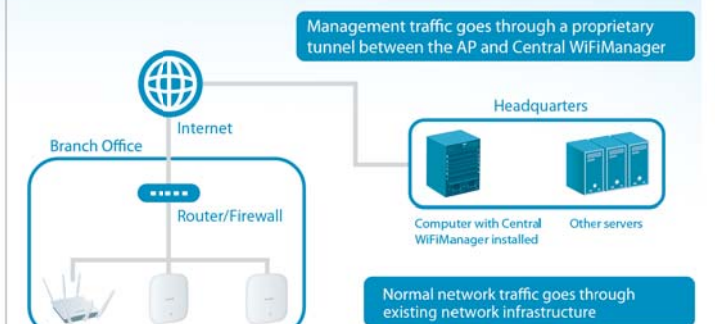 Management traffic goes through a proprietary
tunnel between the AP and Central WiFiManager
Internet
Headquarters
Branch Office
Router/Firewall
Computer with Central
WiFiManager installed
Other servers
Normal network traffic goes through
existing network infrastructure